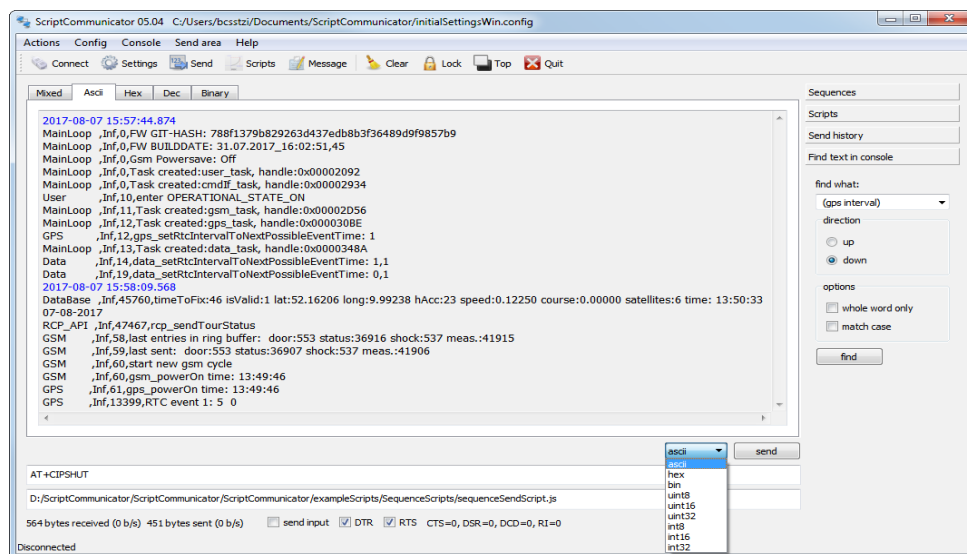 ScriptCommunicator 05.04 C:/Users/bcsstzi/Documents/ScriptCommunicator/initialSettingsWin.config
Actions Config Console Send area Help
Connect Settings Send Scripts Message Clear Lock Top Quit
Mixed Ascii Hex Dec Binary
2017-08-07 15:57:44.874
MainLoop ,Inf,0,FW GIT-HASH: 788f1379b829263d437edb8b3f36489d9f9857b9
MainLoop ,Inf,0,FW BUILDDATE: 31.07.2017_16:02:51,45
MainLoop ,Inf,0,Gsm Powersave: Off
MainLoop ,Inf,0,Task created:user_task, handle:0x00002092
MainLoop ,Inf,0,Task created:cmdIf_task, handle:0x00002934
User ,Inf,10,enter OPERATIONAL_STATE_ON
MainLoop ,Inf,11,Task created:gsm_task, handle:0x00002D56
MainLoop ,Inf,12,Task created:gps_task, handle:0x000030BE
GPS ,Inf,12,gps_setRtcIntervalToNextPossibleEventTime: 1
MainLoop ,Inf,13,Task created:data_task, handle:0x0000348A
Data ,Inf,14,data_setRtcIntervalToNextPossibleEventTime: 1,1
Data ,Inf,19,data_setRtcIntervalToNextPossibleEventTime: 0,1
2017-08-07 15:58:09.568
DataBase ,Inf,45760,timeToFix:46 isValid:1 lat:52.16206 long:9.99238 hAcc:23 speed:0.12250 course:0.00000 satellites:6 time: 13:50:33
07-08-2017
RCP_API ,Inf,47467,rcp_sendTourStatus
GSM ,Inf,58,last entries in ring buffer: door:553 status:36916 shock:537 meas.:41915
GSM ,Inf,59,last sent: door:553 status:36907 shock:537 meas.:41906
GSM ,Inf,60,start new gsm cycle
GSM ,Inf,60,gsm_powerOn time: 13:49:46
GPS ,Inf,61,gps_powerOn time: 13:49:46
GPS ,Inf,13399,RTC event 1: 5 0
Sequences
Scripts
Send history
Find text in console
find what:
(gps interval)
direction
up
down
options
whole word only
match case
find
ascii send
ascii
hex
bin
uint8
uint16
uint32
int8
int16
int32
AT+CIPSHUT
D:/ScriptCommunicator/ScriptCommunicator/ScriptCommunicator/exampleScripts/SequenceScripts/sequenceSendScript.js
564 bytes received (0 b/s) 451 bytes sent (0 b/s) send input DTR RTS CTS=0, DSR=0, DCD=0, RI=0
Disconnected